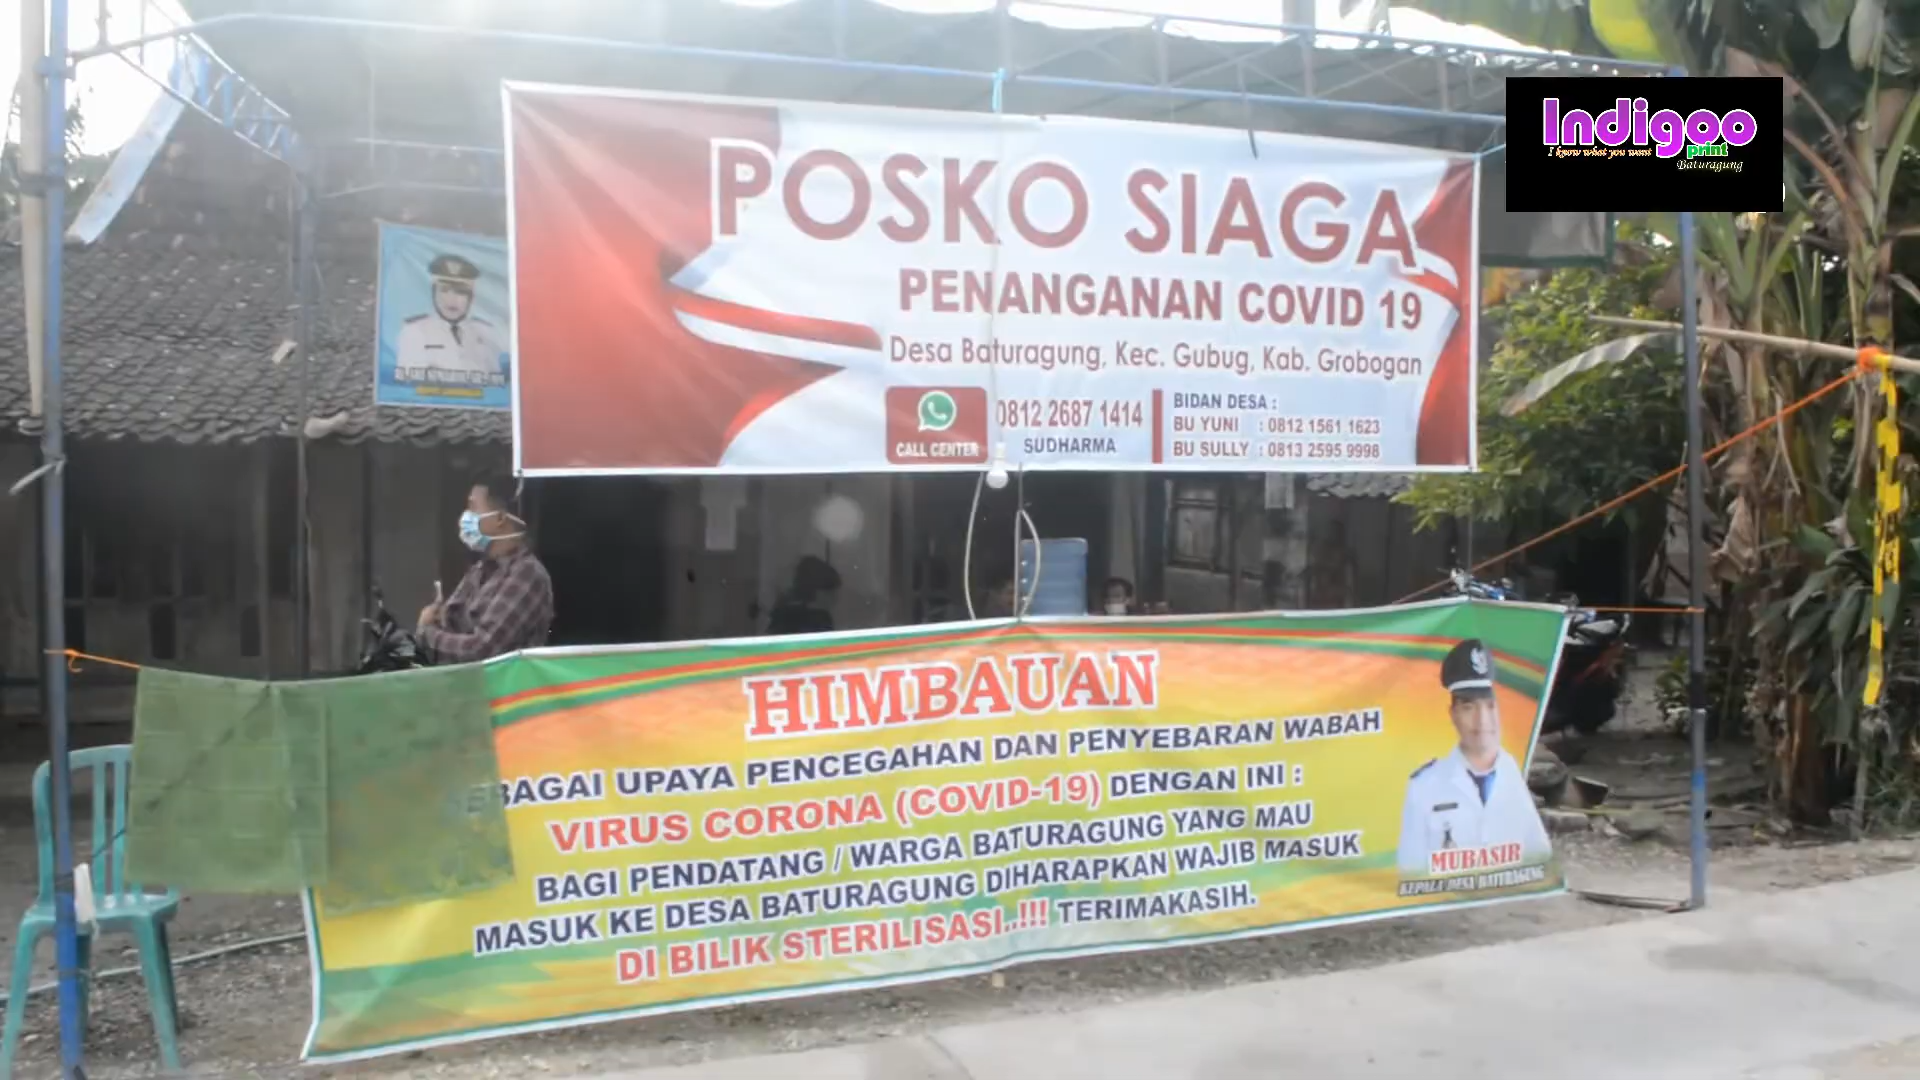 Indigoo
I know what you want
print
Baturagung
POSKO SIAGA
PENANGANAN COVID 19
Desa Baturagung, Kec. Gubug, Kab. Grobogan
CALL CENTER
0812 2687 1414
SUDHARMA
BIDAN DESA :
BU YUNI : 0812 1561 1623
BU SULLY : 0813 2595 9998
HIMBAUAN
BAGAI UPAYA PENCEGAHAN DAN PENYEBARAN WABAH
VIRUS CORONA (COVID-19) DENGAN INI :
BAGI PENDATANG / WARGA BATURAGUNG YANG MAU
MASUK KE DESA BATURAGUNG DIHARAPKAN WAJIB MASUK
DI BILIK STERILISASI..!!! TERIMAKASIH.
MUBASIR
KEPALA DESA BATURAGUNG